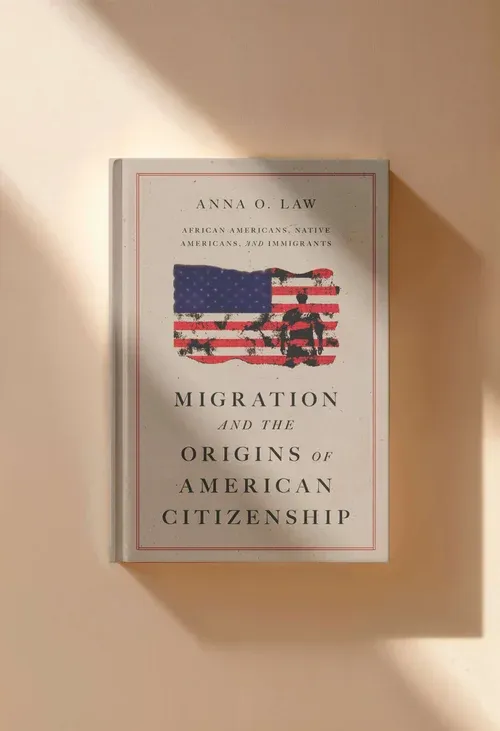 ANNA O. LAW
AFRICAN AMERICANS, NATIVE
AMERICANS, AND IMMIGRANTS
MIGRATION
AND THE
ORIGINS OF
AMERICAN
CITIZENSHIP